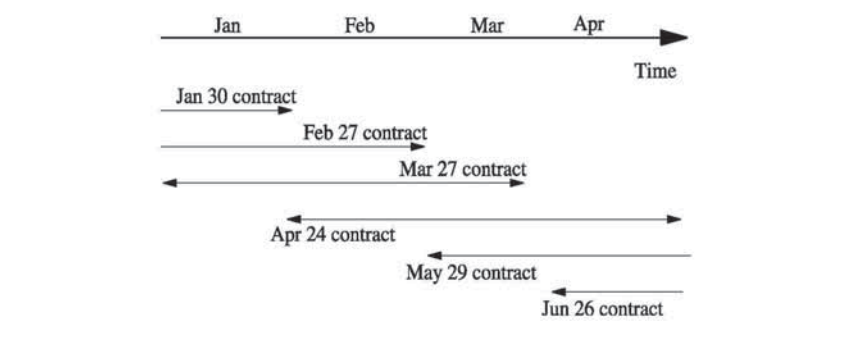 Jan Feb Mar Apr
Time
Jan 30 contract
Feb 27 contract
Mar 27 contract
Apr 24 contract
May 29 contract
Jun 26 contract